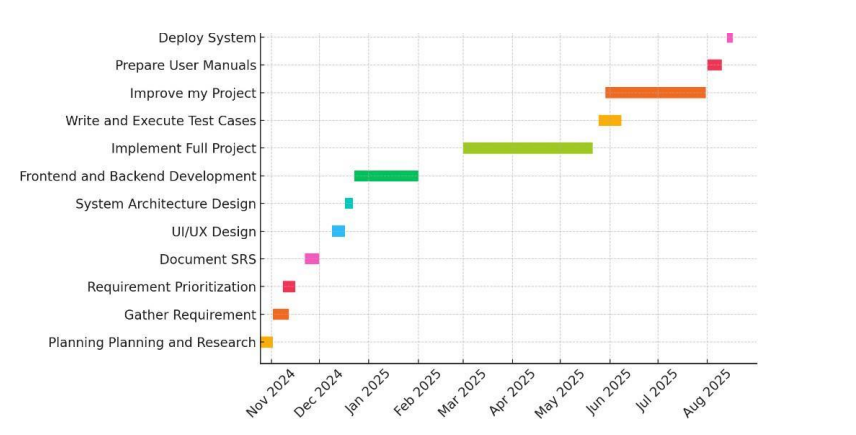 Deploy System
Prepare User Manuals
Improve my Project
Write and Execute Test Cases
Implement Full Project
Frontend and Backend Development
System Architecture Design
UI/UX Design
Document SRS
Requirement Prioritization
Gather Requirement
Planning Planning and Research
Nov 2024
Dec 2024
Jan 2025
Feb 2025
Mar 2025
Apr 2025
May 2025
Jun 2025
Jul 2025
Aug 2025